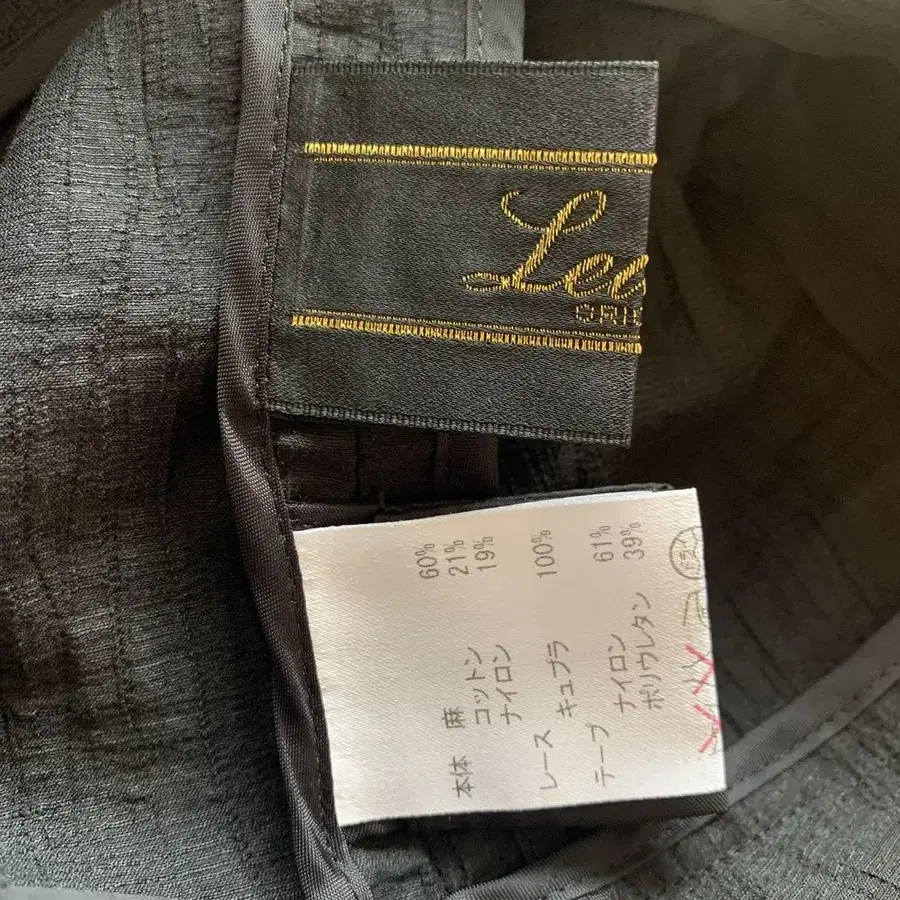 Lee
本体 麻 60%
コットン 21%
ナイロン 19%
レース キュプラ 100%
テープ ナイロン 61%
ポリウレタン 39%